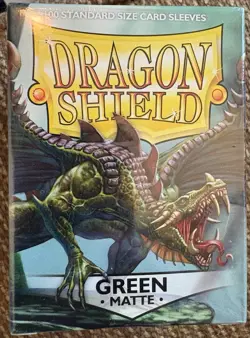 100 STANDARD SIZE CARD SLEEVES
DRAGON
SHIELD
GREEN
· MATTE ·